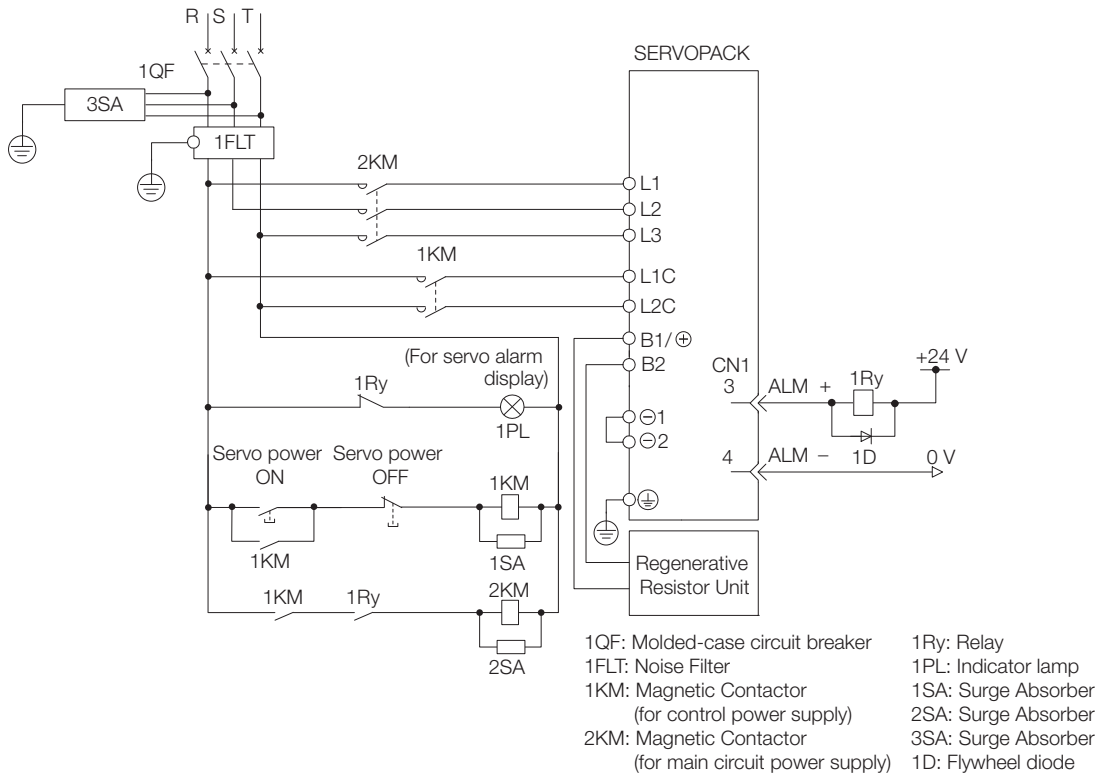 R S T
SERVOPACK
1QF
3SA
1FLT
2KM
L1
L2
L3
1KM
L1C
L2C
B1/⊕
(For servo alarm
display)
B2
CN1
+24 V
1Ry
3
ALM +
1Ry
1PL
⊖1
⊖2
1D
4
ALM −
0 V
Servo power
ON
Servo power
OFF
1KM
1KM
1SA
Regenerative
Resistor Unit
1KM
1Ry
2KM
2SA
1QF: Molded-case circuit breaker
1FLT: Noise Filter
1KM: Magnetic Contactor
(for control power supply)
2KM: Magnetic Contactor
(for main circuit power supply)
1Ry: Relay
1PL: Indicator lamp
1SA: Surge Absorber
2SA: Surge Absorber
3SA: Surge Absorber
1D: Flywheel diode